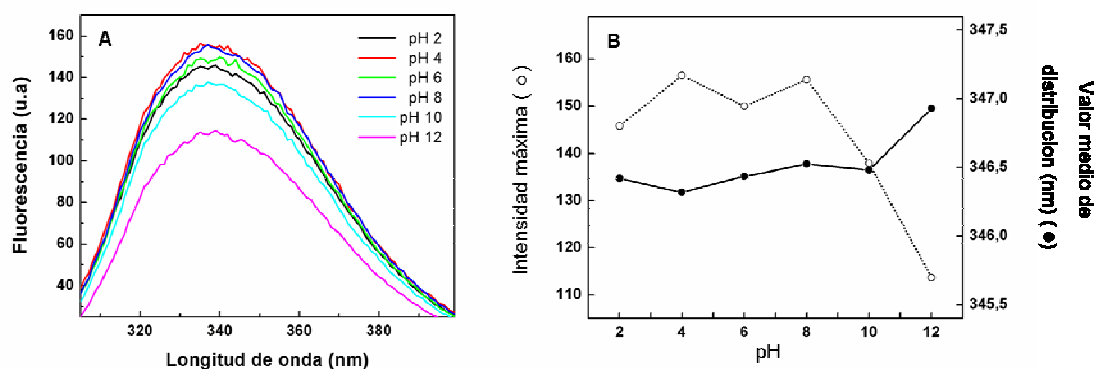 A
pH 2
pH 4
pH 6
pH 8
pH 10
pH 12
Fluorescencia (u.a)
160
140
120
100
80
60
40
320
340
360
380
Longitud de onda (nm)
B
Intensidad máxima ( )
160
150
140
130
120
110
2
4
6
8
10
12
pH
347,5
347,0
346,5
346,0
345,5
Valor medio de
distribucion (nm) ( )